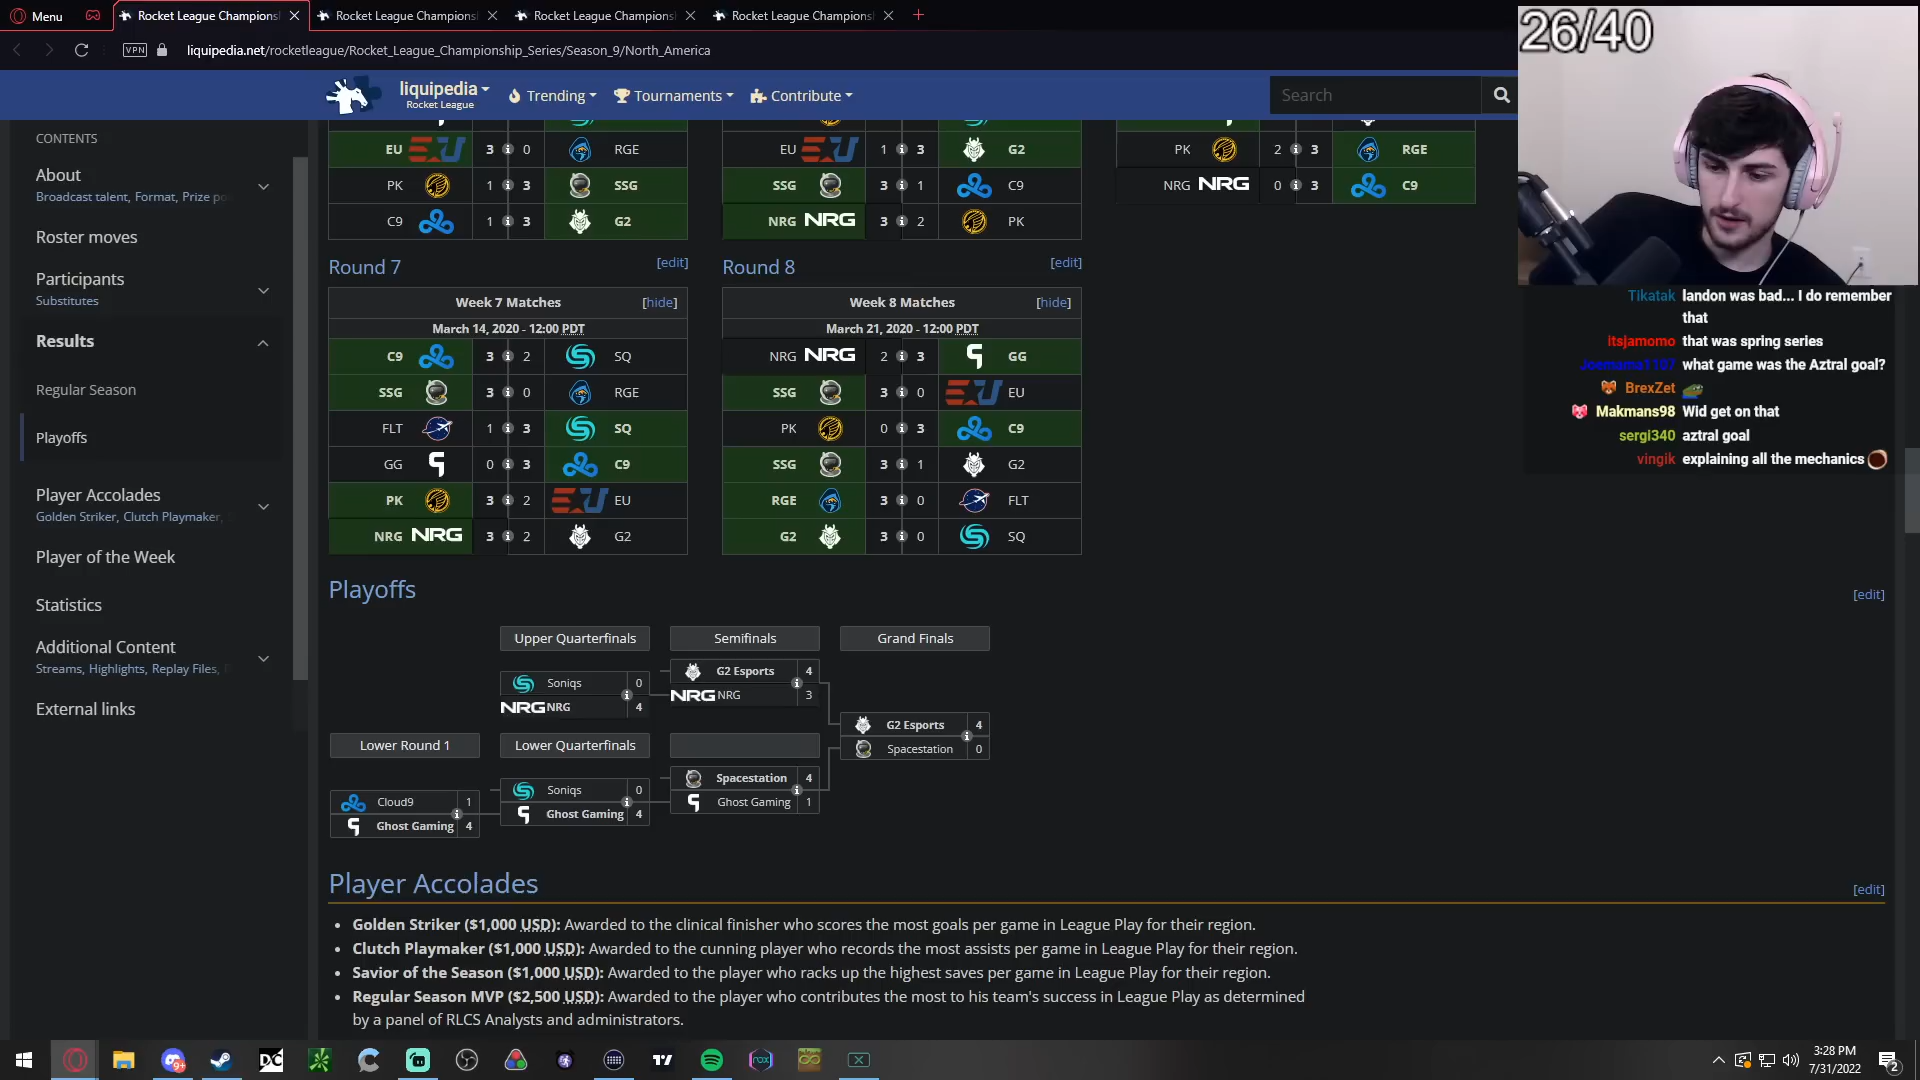 Menu
Rocket League Champions
Rocket League Champions
Rocket League Champions
Rocket League Champions
VPN
liquipedia.net/rocketleague/Rocket_League_Championship_Series/Season_9/North_America
26/40
liquipedia
Rocket League
Trending
Tournaments
Contribute
Search
CONTENTS
About
Broadcast talent, Format, Prize po
Roster moves
Participants
Substitutes
Results
Regular Season
Playoffs
Player Accolades
Golden Striker, Clutch Playmaker,
Player of the Week
Statistics
Additional Content
Streams, Highlights, Replay Files,
External links
EU 3 0 RGE
PK 1 3 SSG
C9 1 3 G2
EU 1 3 G2
SSG 3 1 C9
NRG NRG 3 2 PK
PK 2 3 RGE
NRG NRG 0 3 C9
Round 7 [edit]
Week 7 Matches [hide]
March 14, 2020 - 12:00 PDT
C9 3 2 SQ
SSG 3 0 RGE
FLT 1 3 SQ
GG 0 3 C9
PK 3 2 EU
NRG NRG 3 2 G2
Round 8 [edit]
Week 8 Matches [hide]
March 21, 2020 - 12:00 PDT
NRG NRG 2 3 GG
SSG 3 0 EU
PK 0 3 C9
SSG 3 1 G2
RGE 3 0 FLT
G2 3 0 SQ
Playoffs [edit]
Upper Quarterfinals Semifinals Grand Finals
Soniqs 0
NRG NRG 4
G2 Esports 4
NRG NRG 3
G2 Esports 4
Spacestation 0
Lower Round 1 Lower Quarterfinals
Cloud9 1
Ghost Gaming 4
Soniqs 0
Ghost Gaming 4
Spacestation 4
Ghost Gaming 1
Player Accolades [edit]
• Golden Striker ($1,000 USD): Awarded to the clinical finisher who scores the most goals per game in League Play for their region.
• Clutch Playmaker ($1,000 USD): Awarded to the cunning player who records the most assists per game in League Play for their region.
• Savior of the Season ($1,000 USD): Awarded to the player who racks up the highest saves per game in League Play for their region.
• Regular Season MVP ($2,500 USD): Awarded to the player who contributes the most to his team's success in League Play as determined
by a panel of RLCS Analysts and administrators.
Tikatak landon was bad... I do remember
that
itsjamomo that was spring series
Joemama1107 what game was the Aztral goal?
BrexZet
Makmans98 Wid get on that
sergi340 aztral goal
vingik explaining all the mechanics
3:28 PM
7/31/2022
2